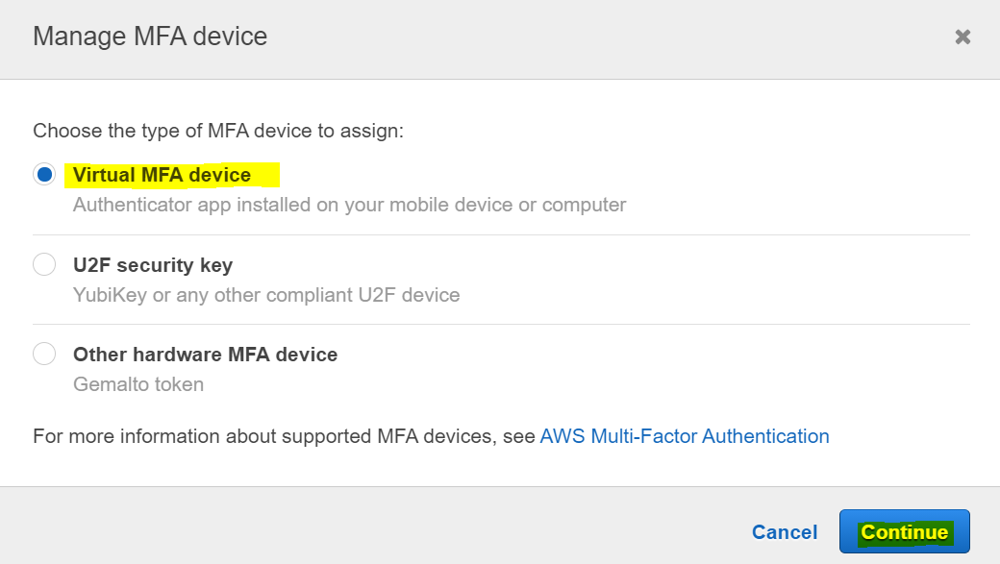 Manage MFA device
Choose the type of MFA device to assign:
Virtual MFA device
Authenticator app installed on your mobile device or computer
U2F security key
YubiKey or any other compliant U2F device
Other hardware MFA device
Gemalto token
For more information about supported MFA devices, see AWS Multi-Factor Authentication
Cancel Continue